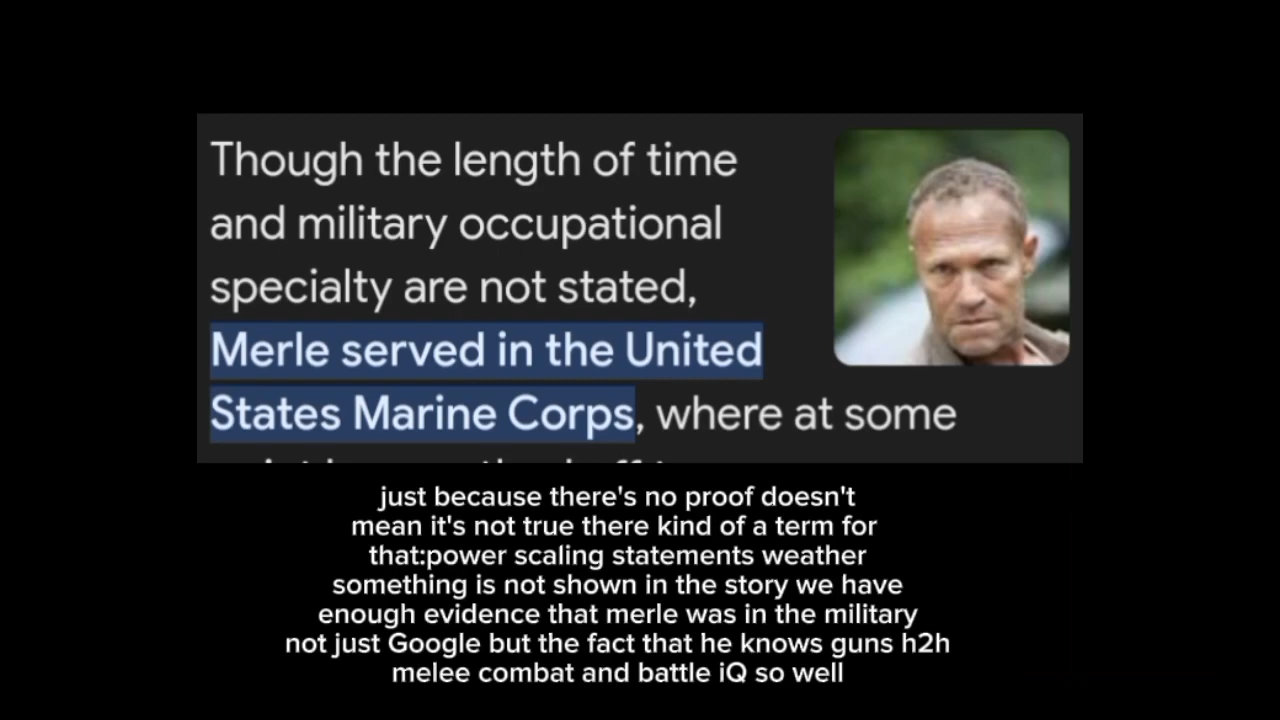 Though the length of time
and military occupational
specialty are not stated,
Merle served in the United
States Marine Corps, where at some
just because there's no proof doesn't
mean it's not true there kind of a term for
that:power scaling statements weather
something is not shown in the story we have
enough evidence that merle was in the military
not just Google but the fact that he knows guns h2h
melee combat and battle iQ so well